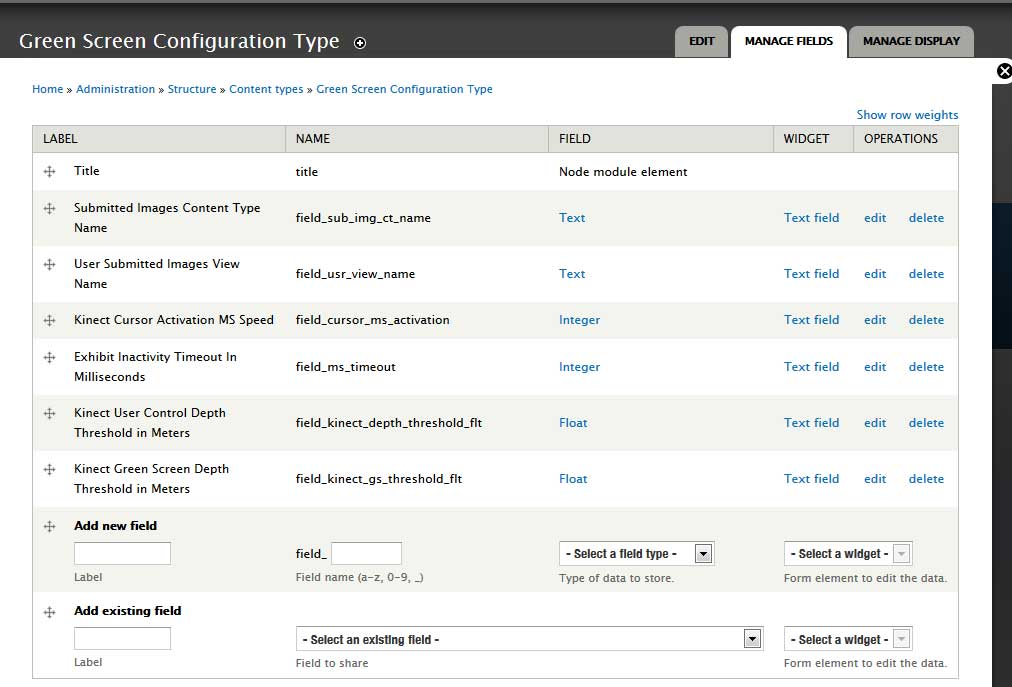 Green Screen Configuration Type
EDIT
MANAGE FIELDS
MANAGE DISPLAY
Home » Administration » Structure » Content types » Green Screen Configuration Type
Show row weights
LABEL NAME FIELD WIDGET OPERATIONS
Title title Node module element
Submitted Images Content Type
Name
field_sub_img_ct_name Text Text field edit delete
User Submitted Images View
Name
field_usr_view_name Text Text field edit delete
Kinect Cursor Activation MS Speed field_cursor_ms_activation Integer Text field edit delete
Exhibit Inactivity Timeout In
Milliseconds
field_ms_timeout Integer Text field edit delete
Kinect User Control Depth
Threshold in Meters
field_kinect_depth_threshold_flt Float Text field edit delete
Kinect Green Screen Depth
Threshold in Meters
field_kinect_gs_threshold_flt Float Text field edit delete
Add new field
field_ - Select a field type - - Select a widget -
Label Field name (a-z, 0-9, _) Type of data to store. Form element to edit the data.
Add existing field
- Select an existing field - - Select a widget -
Label Field to share Form element to edit the data.